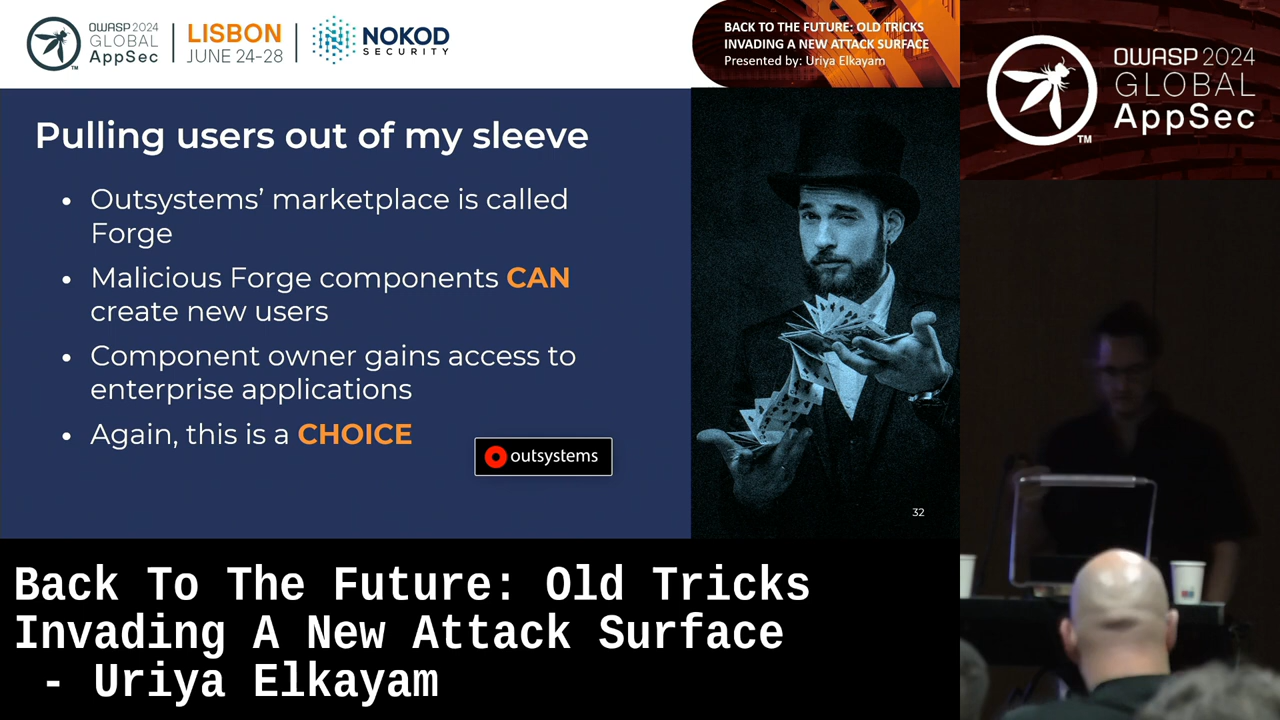 OWASP 2024
GLOBAL
AppSec
TM
LISBON
JUNE 24-28
NOKOD
SECURITY
BACK TO THE FUTURE: OLD TRICKS
INVADING A NEW ATTACK SURFACE
Presented by: Uriya Elkayam
OWASP 2024
GLOBAL
AppSec
TM
Pulling users out of my sleeve
• Outsystems’ marketplace is called
Forge
• Malicious Forge components CAN
create new users
• Component owner gains access to
enterprise applications
• Again, this is a CHOICE
outsystems
32
Back To The Future: Old Tricks
Invading A New Attack Surface
- Uriya Elkayam